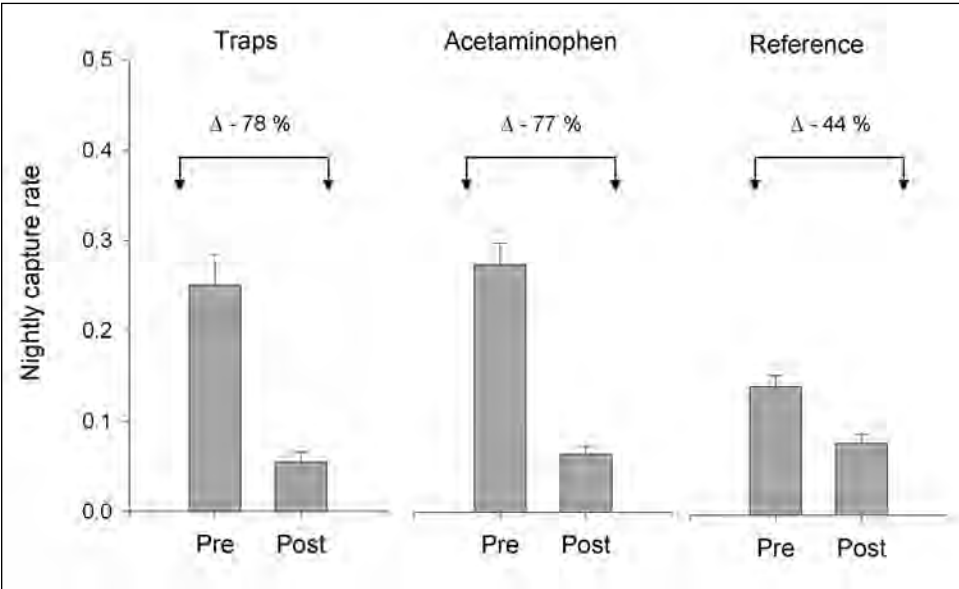 Traps Acetaminophen Reference
0.5
Δ - 78 % Δ - 77 % Δ - 44 %
0.4
0.3
0.2
0.1
0.0
Nightly capture rate
Pre Post Pre Post Pre Post